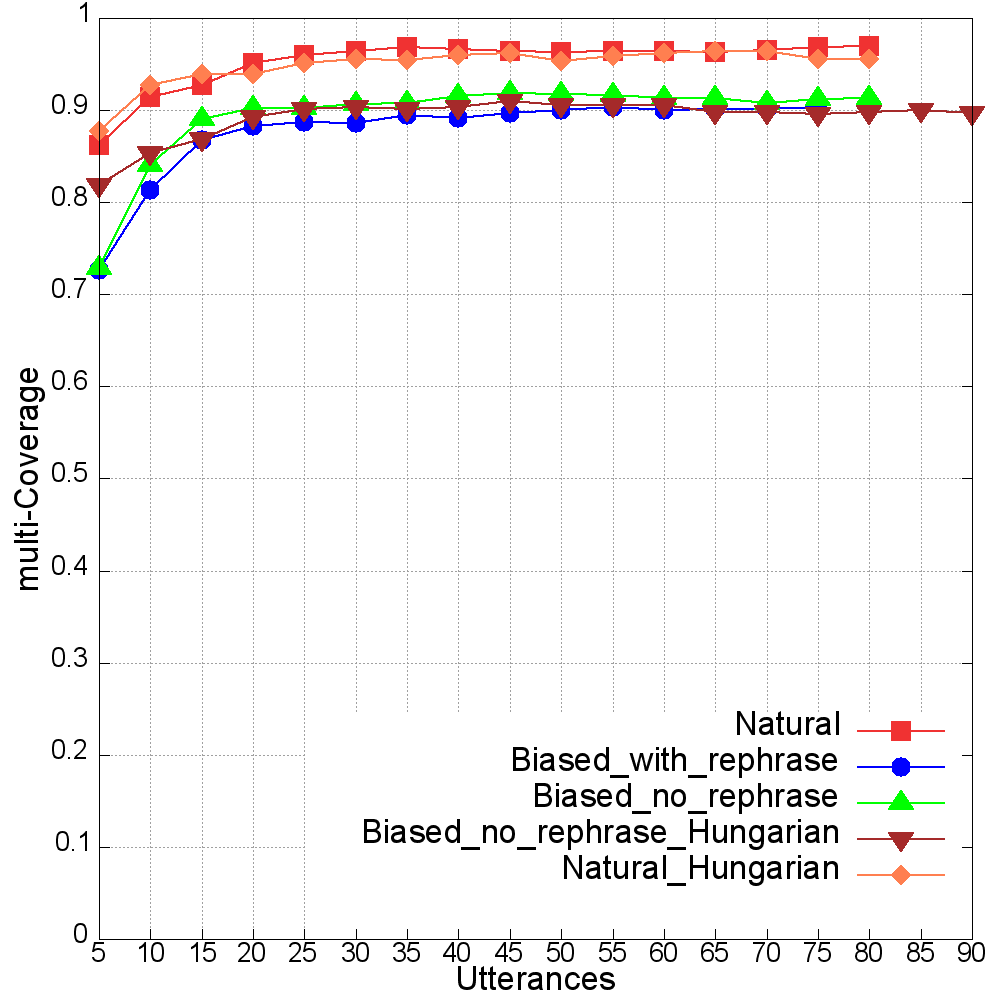 1
0.9
0.8
0.7
0.6
0.5
0.4
0.3
0.2
0.1
0
multi-Coverage
Natural
Biased_with_rephrase
Biased_no_rephrase
Biased_no_rephrase_Hungarian
Natural_Hungarian
5 10 15 20 25 30 35 40 45 50 55 60 65 70 75 80 85 90
Utterances